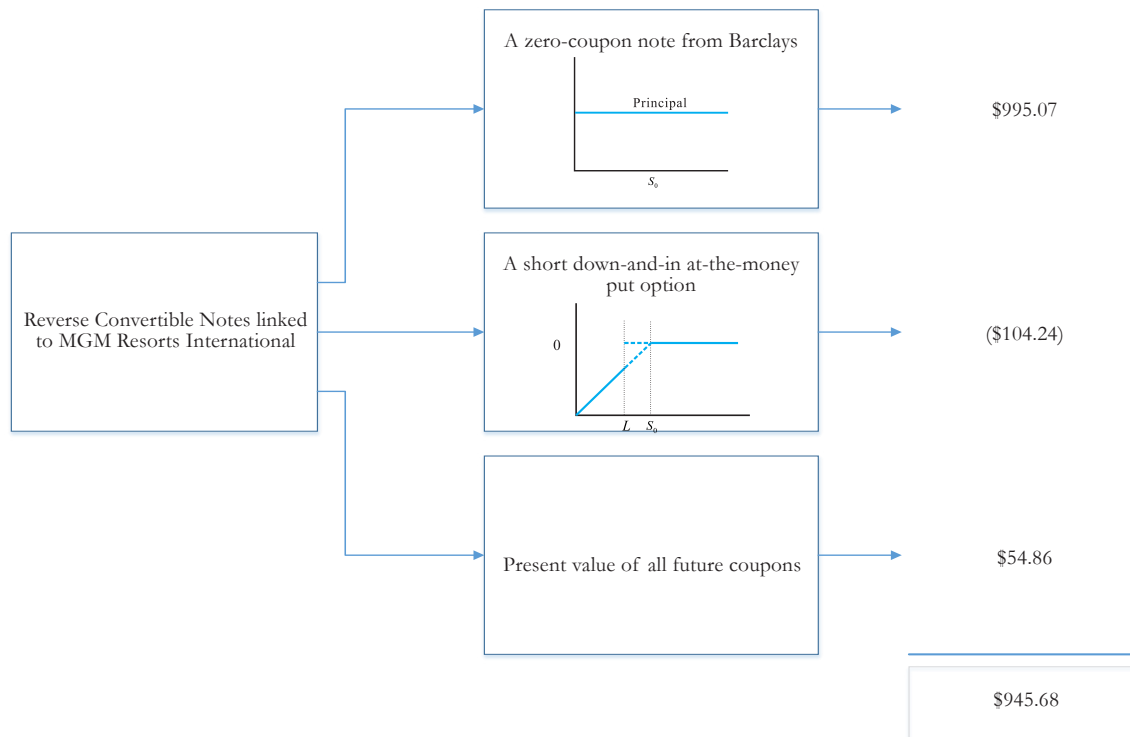 A zero-coupon note from Barclays
Principal
S₀
$995.07
Reverse Convertible Notes linked
to MGM Resorts International
A short down-and-in at-the-money
put option
0
L S₀
($104.24)
Present value of all future coupons
$54.86
$945.68